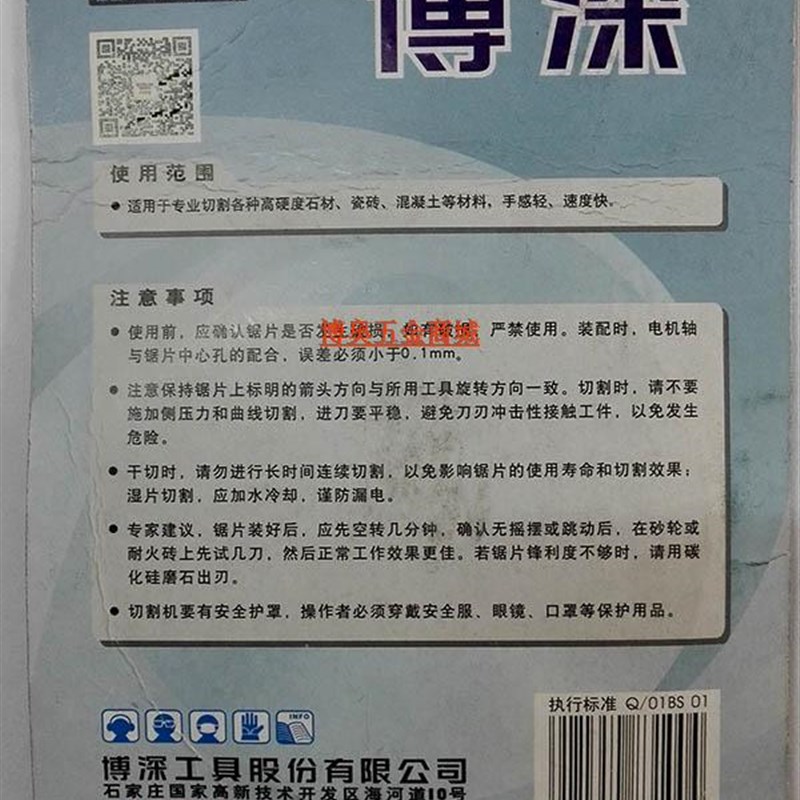 博深
使用范围
● 适用于专业切割各种高硬度石材、瓷砖、混凝土等材料，手感轻、速度快。
注意事项
● 使用前，应确认锯片是否发生破损，如有破损，严禁使用。装配时，电机轴
与锯片中心孔的配合，误差必须小于0.1mm。
博奥五金商城
● 注意保持锯片上标明的箭头方向与所用工具旋转方向一致。切割时，请不要
施加侧压力和曲线切割，进刀要平稳，避免刀刃冲击性接触工件，以免发生
危险。
● 干切时，请勿进行长时间连续切割，以免影响锯片的使用寿命和切割效果；
湿片切割，应加水冷却，谨防漏电。
● 专家建议，锯片装好后，应先空转几分钟，确认无摇摆或跳动后，在砂轮或
耐火砖上先试几刀，然后正常工作效果更佳。若锯片锋利度不够时，请用碳
化硅磨石出刃。
● 切割机要有安全护罩，操作者必须穿戴安全服、眼镜、口罩等保护用品。
执行标准 Q/01BS 01
INFO
博深工具股份有限公司
石家庄国家高新技术开发区海河道10号